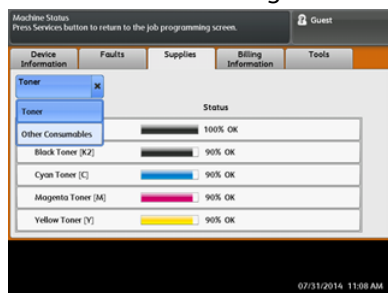 Machine Status
Press Services button to return to the job programming screen.
Guest
Device Information
Faults
Supplies
Billing Information
Tools
Toner
Status
Toner
100% OK
Other Consumables
Black Toner [K2]
90% OK
Cyan Toner [C]
90% OK
Magenta Toner [M]
90% OK
Yellow Toner [Y]
90% OK
07/31/2014 11:08 AM